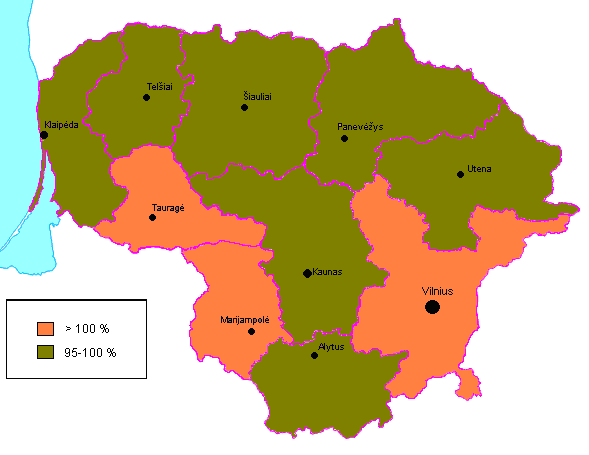 Telšiai
Šiauliai
Klaipėda
Panevėžys
Utena
Tauragė
Kaunas
Vilnius
Marijampolė
Alytus
> 100 %
95-100 %